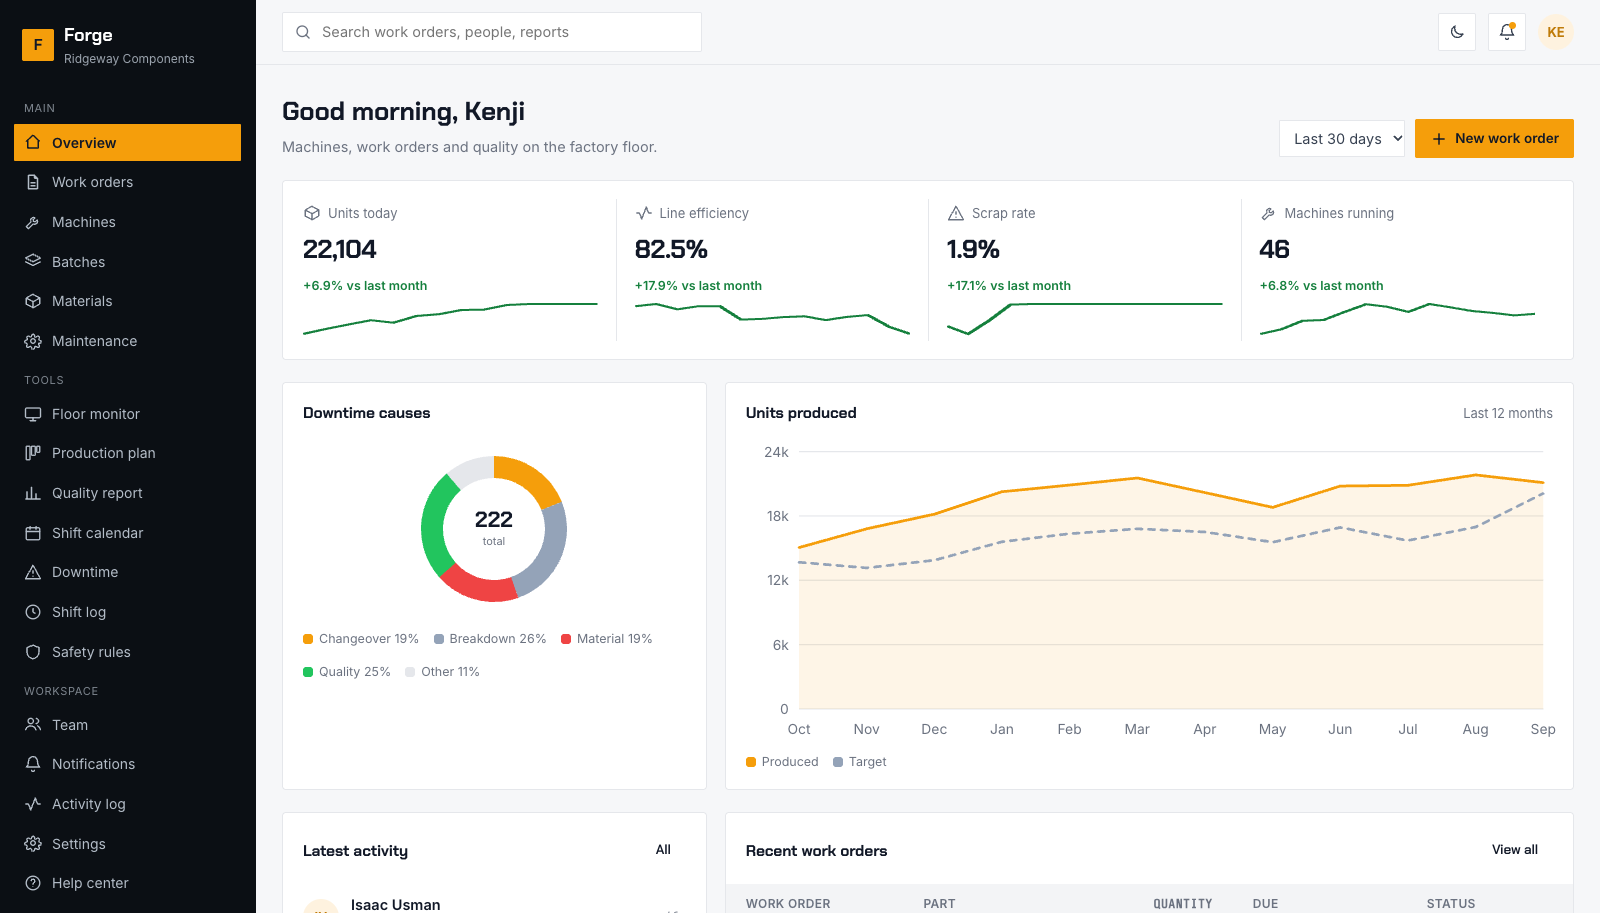 F
Forge
Ridgeway Components
MAIN
Overview
Work orders
Machines
Batches
Materials
Maintenance
TOOLS
Floor monitor
Production plan
Quality report
Shift calendar
Downtime
Shift log
Safety rules
WORKSPACE
Team
Notifications
Activity log
Settings
Help center
Search work orders, people, reports
KE
Good morning, Kenji
Machines, work orders and quality on the factory floor.
Last 30 days
New work order
Units today
22,104
+6.9% vs last month
Line efficiency
82.5%
+17.9% vs last month
Scrap rate
1.9%
+17.1% vs last month
Machines running
46
+6.8% vs last month
Downtime causes
222
total
Changeover 19% Breakdown 26% Material 19%
Quality 25% Other 11%
Units produced
Last 12 months
24k
18k
12k
6k
0
Oct Nov Dec Jan Feb Mar Apr May Jun Jul Aug Sep
Produced Target
Latest activity
All
Isaac Usman
Recent work orders
View all
WORK ORDER PART QUANTITY DUE STATUS